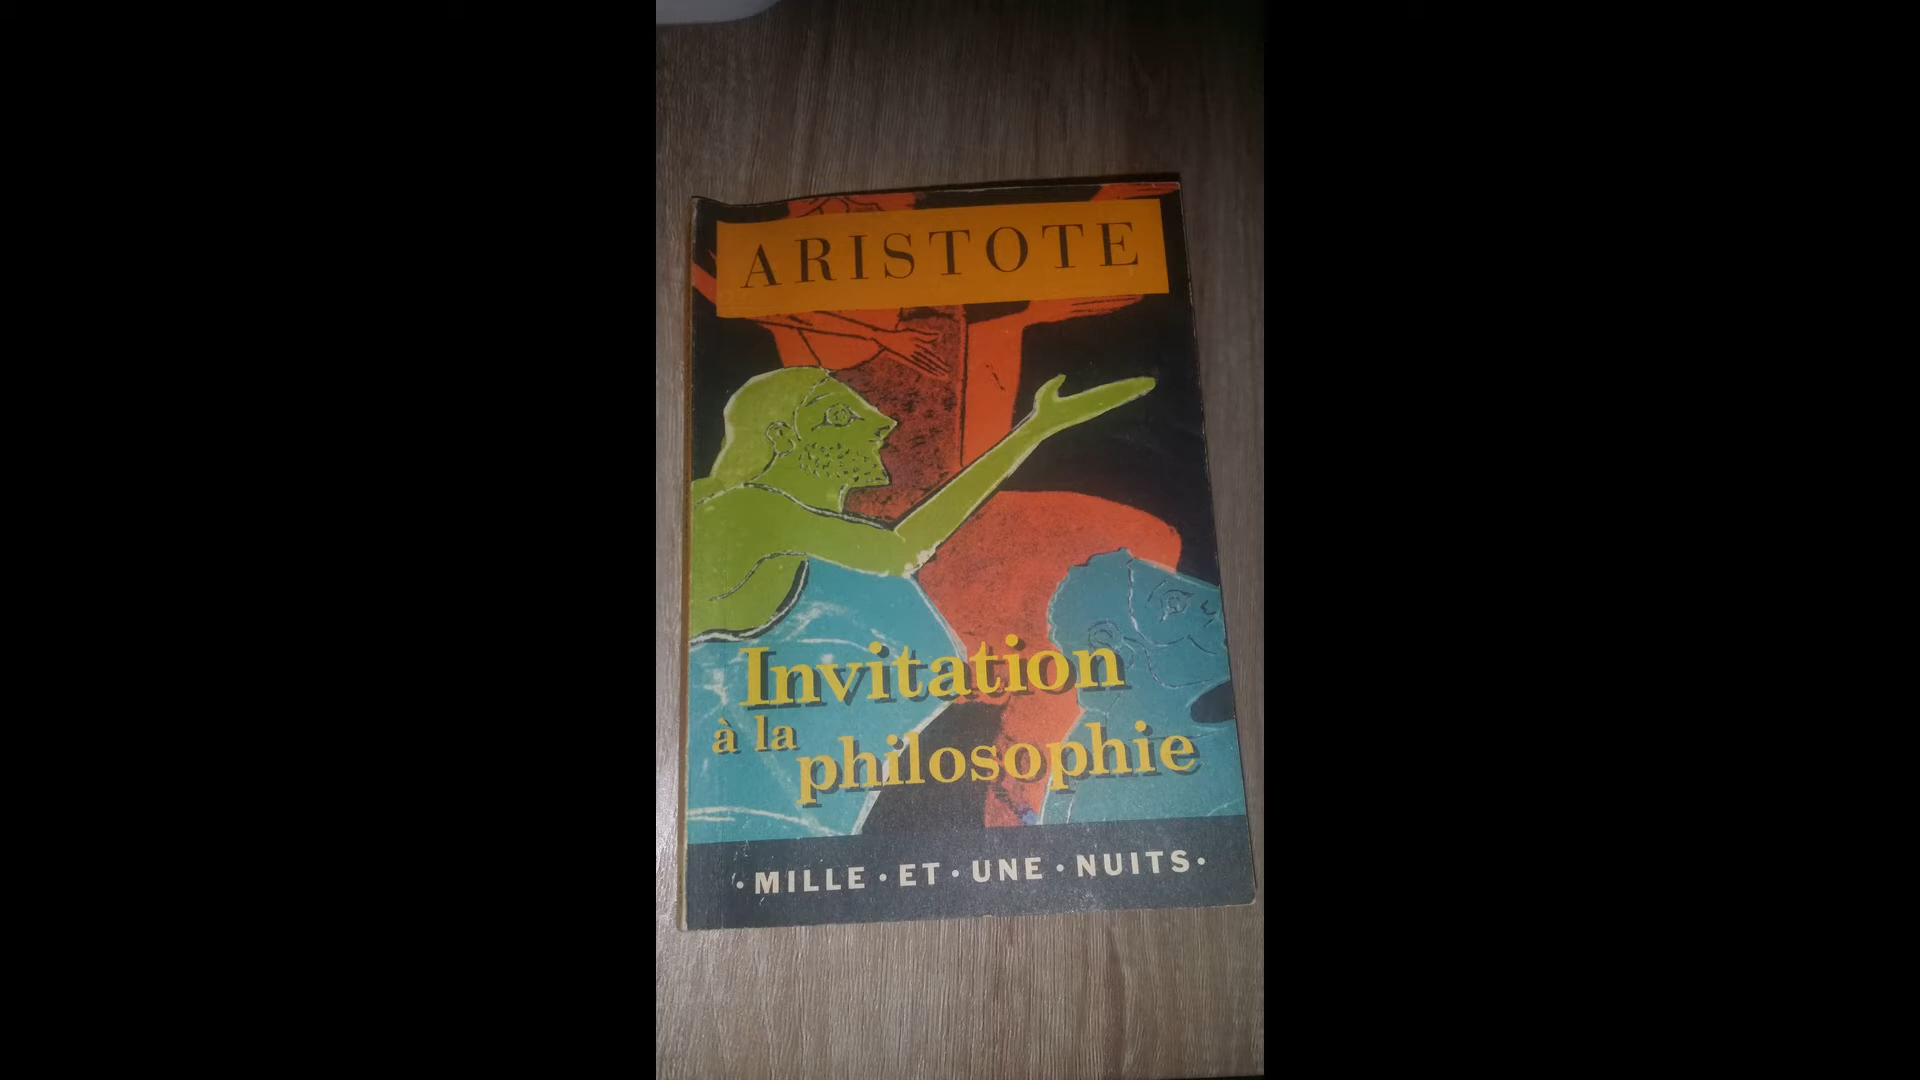 ARISTOTE
Invitation
à la
philosophie
·MILLE·ET·UNE·NUITS·